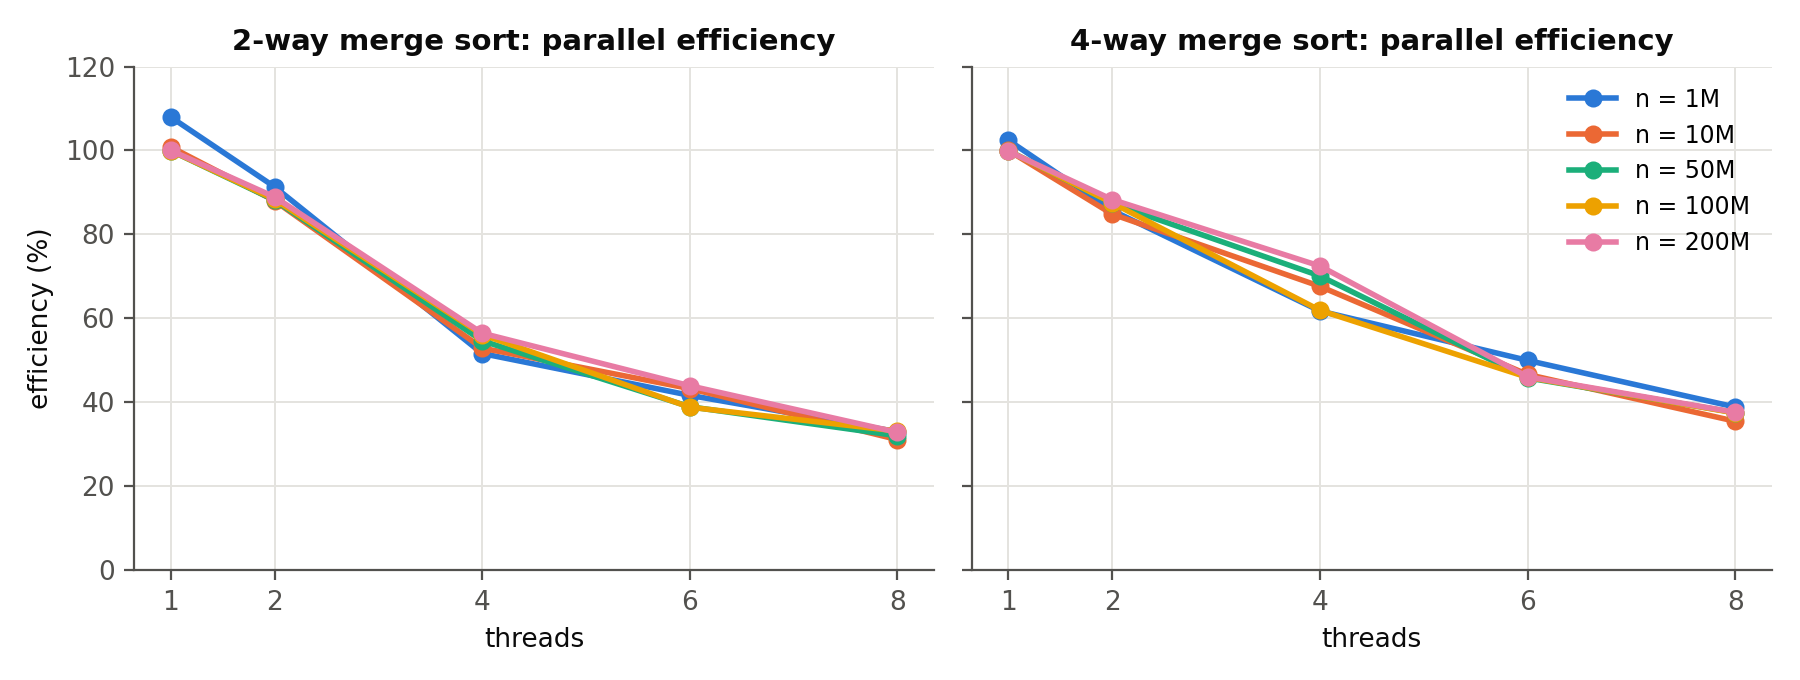 2-way merge sort: parallel efficiency
120
100
80
60
40
20
0
efficiency (%)
1 2 4 6 8
threads
4-way merge sort: parallel efficiency
n = 1M
n = 10M
n = 50M
n = 100M
n = 200M
1 2 4 6 8
threads